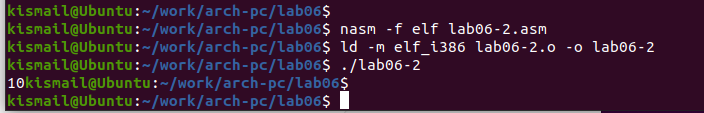 kismail@Ubuntu:~/work/arch-pc/lab06$
kismail@Ubuntu:~/work/arch-pc/lab06$ nasm -f elf lab06-2.asm
kismail@Ubuntu:~/work/arch-pc/lab06$ ld -m elf_i386 lab06-2.o -o lab06-2
kismail@Ubuntu:~/work/arch-pc/lab06$ ./lab06-2
10kismail@Ubuntu:~/work/arch-pc/lab06$
kismail@Ubuntu:~/work/arch-pc/lab06$